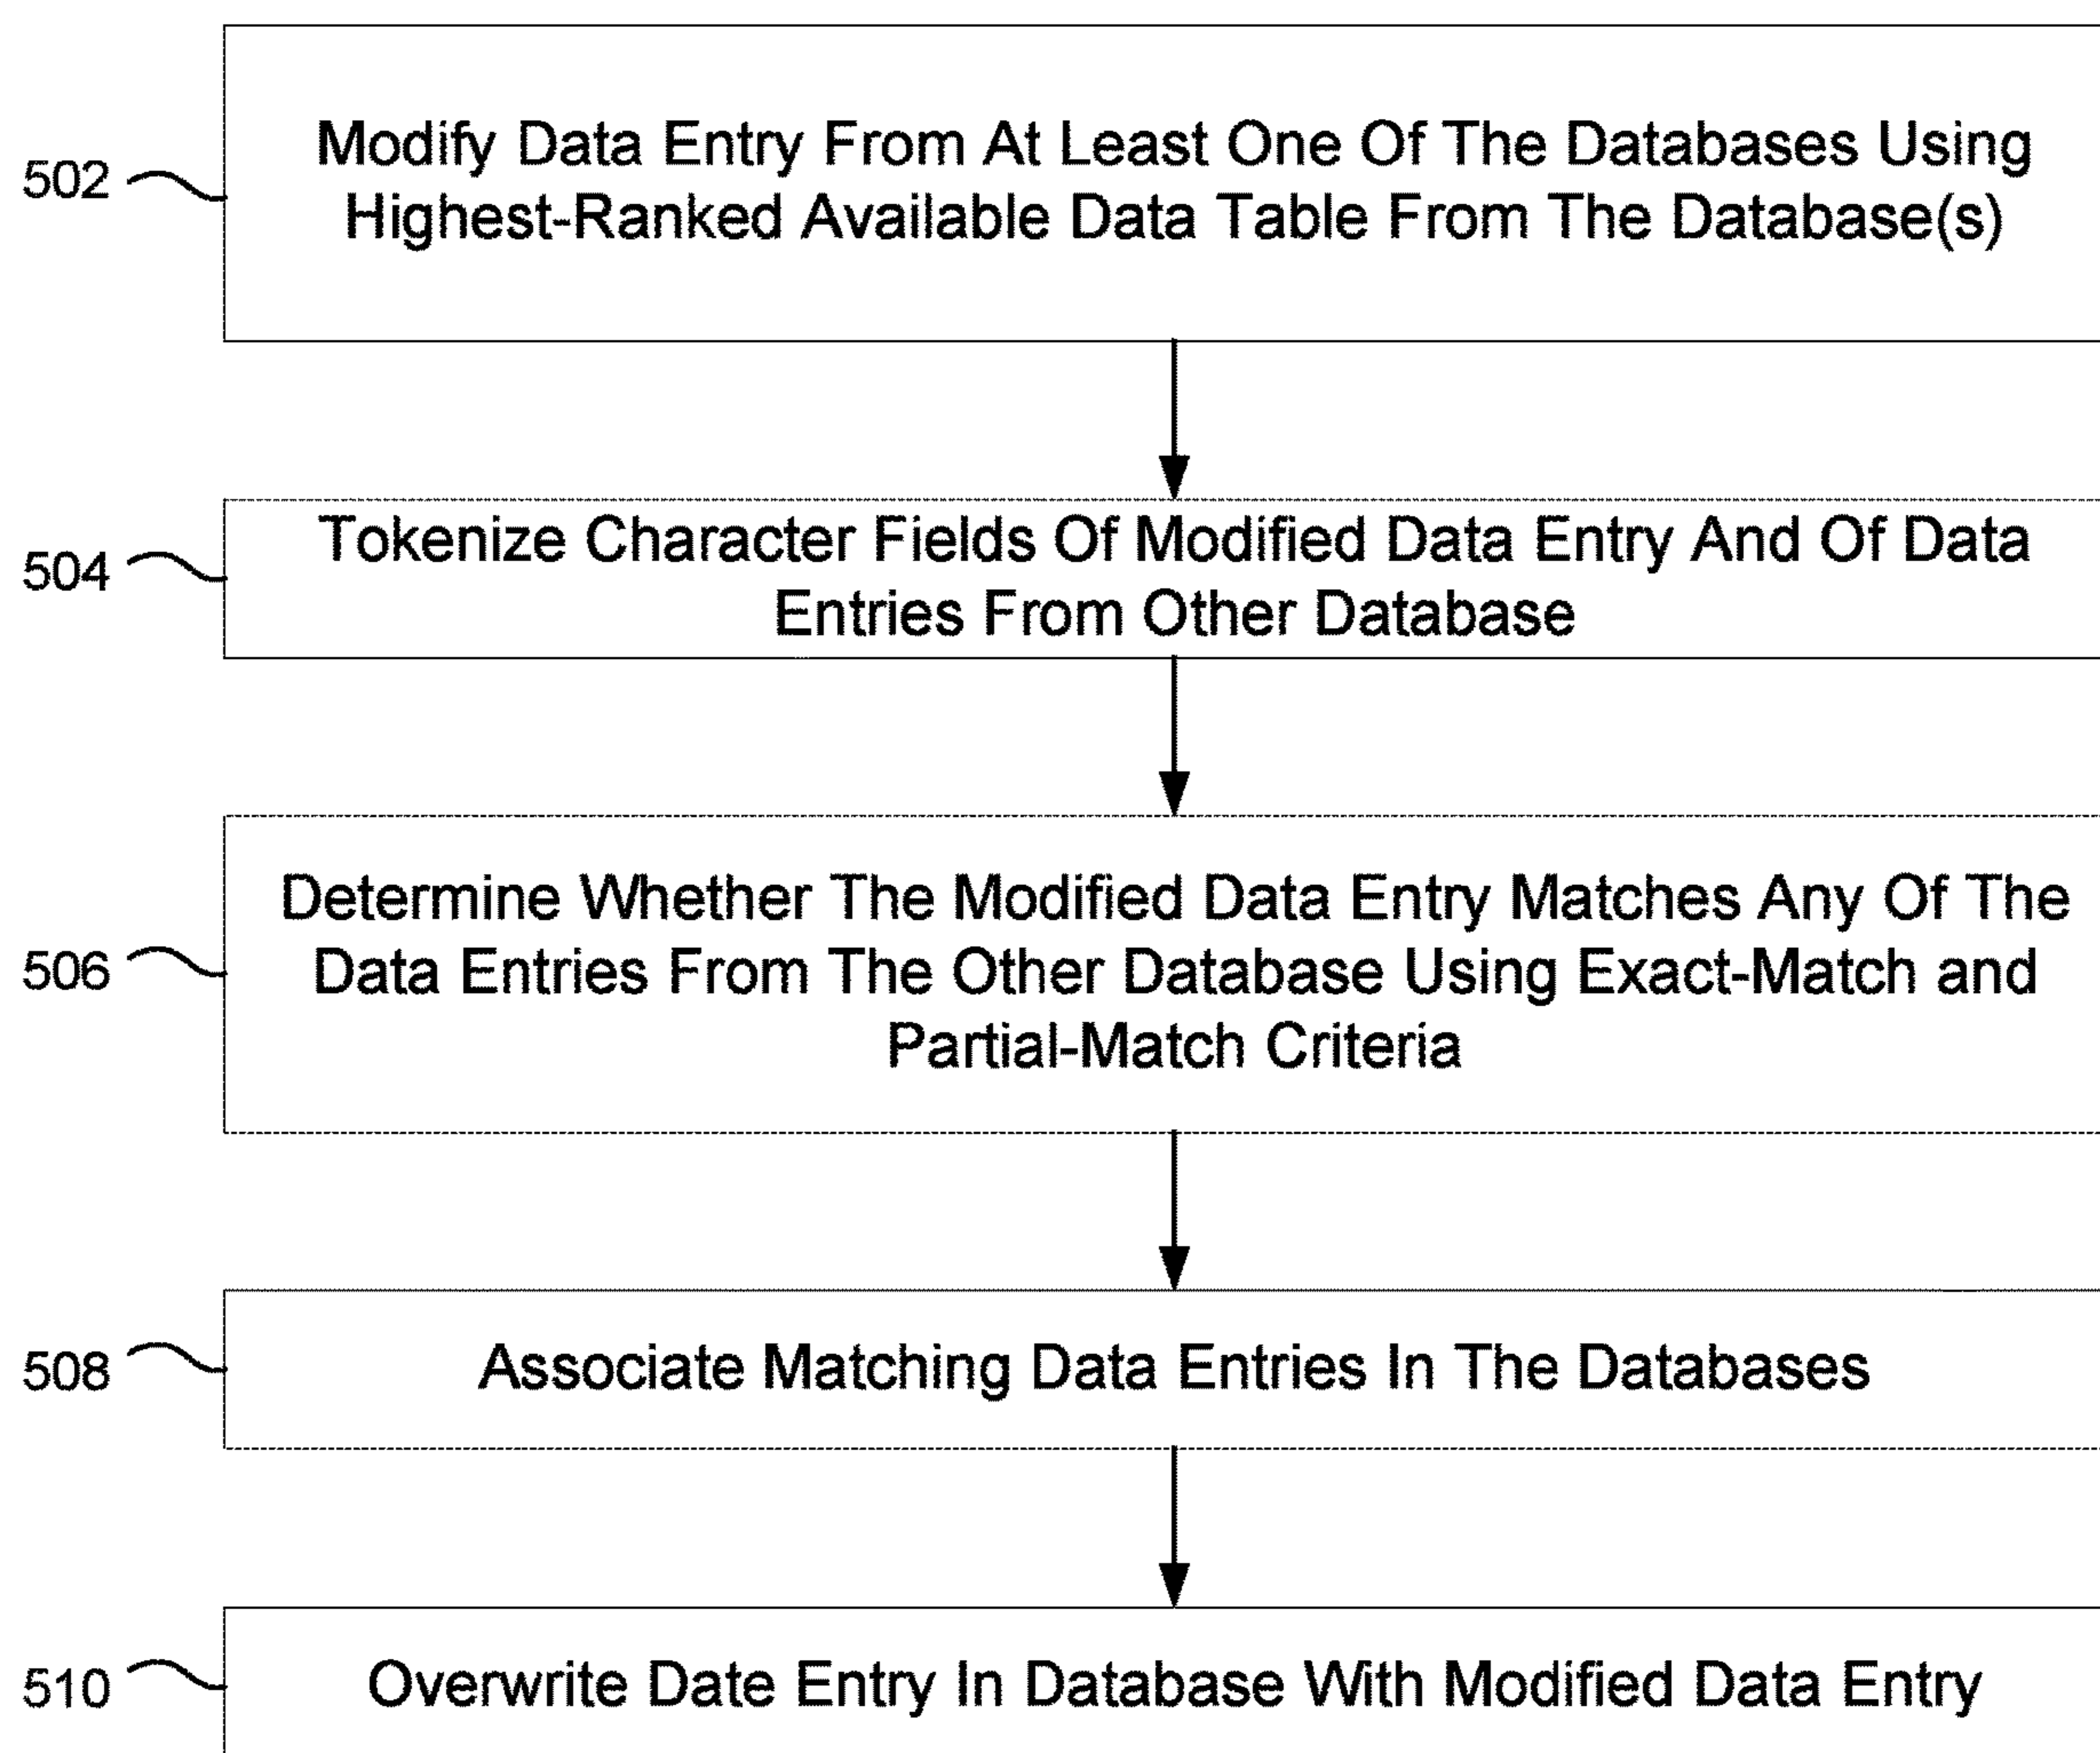 502
Modify Data Entry From At Least One Of The Databases Using
Highest-Ranked Available Data Table From The Database(s)
504
Tokenize Character Fields Of Modified Data Entry And Of Data
Entries From Other Database
506
Determine Whether The Modified Data Entry Matches Any Of The
Data Entries From The Other Database Using Exact-Match and
Partial-Match Criteria
508
Associate Matching Data Entries In The Databases
510
Overwrite Date Entry In Database With Modified Data Entry